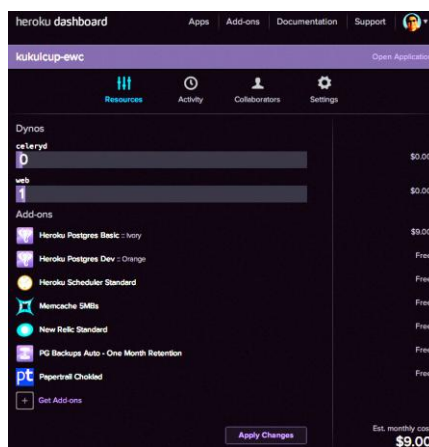 heroku dashboard Apps Add-ons Documentation Support
kukuicup-ewc Open Application
Resources Activity Collaborators Settings
Dynos
celeryd
0 $0.00
web
1 $0.00
Add-ons
Heroku Postgres Basic :: Ivory $9.00
Heroku Postgres Dev :: Orange Free
Heroku Scheduler Standard Free
Memcache 5MBs Free
New Relic Standard Free
PG Backups Auto - One Month Retention Free
pt Papertrail Choklad Free
+ Get Add-ons
Apply Changes
Est. monthly cost
$9.00